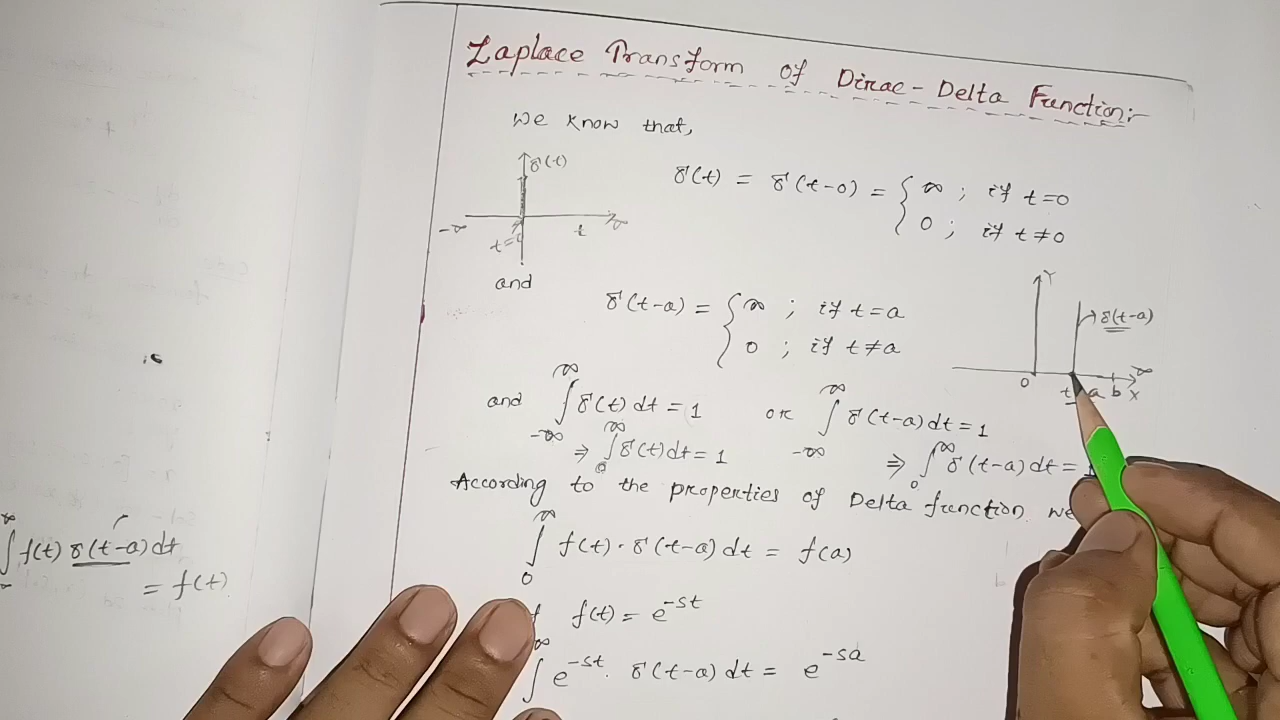 Laplace Transform of Dirac-Delta Function:-
We know that,
δ(t)
-∞ t=0 t ∞
δ(t) = δ(t-0) = { ∞ ; if t=0
0 ; if t≠0
and
δ(t-a) = { ∞ ; if t=a
0 ; if t≠a
Y
δ(t-a)
0 a b X ∞
and ∫_{-∞}^{∞} δ(t) dt = 1 or ∫_{-∞}^{∞} δ(t-a) dt = 1
⇒ ∫_{0}^{∞} δ(t) dt = 1 ⇒ ∫_{0}^{∞} δ(t-a) dt =
According to the properties of Delta function we
∫_{0}^{∞} f(t) · δ(t-a) dt = f(a)
f(t) = e^{-st}
∫^{∞} e^{-st} · δ(t-a) dt = e^{-sa}
∫^{∞} f(t) δ(t-a) dt
= f(t)
is